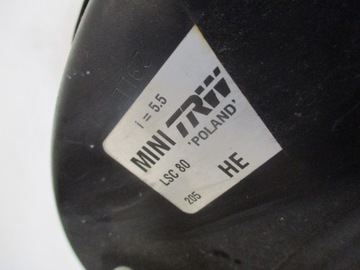 i = 5.5
MINI TRW
LSC 80 'POLAND'
205 HE